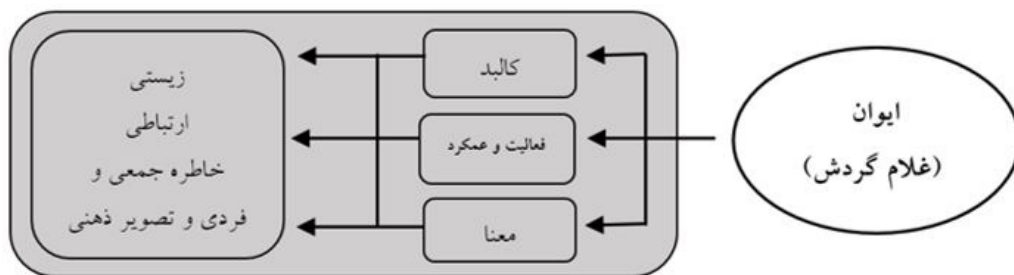 ایوان
(غلام گردش)
کالبد
فعالیت و عمکرد
معنا
زیستی
ارتباطی
خاطره جمعی و
فردی و تصویر ذهنی